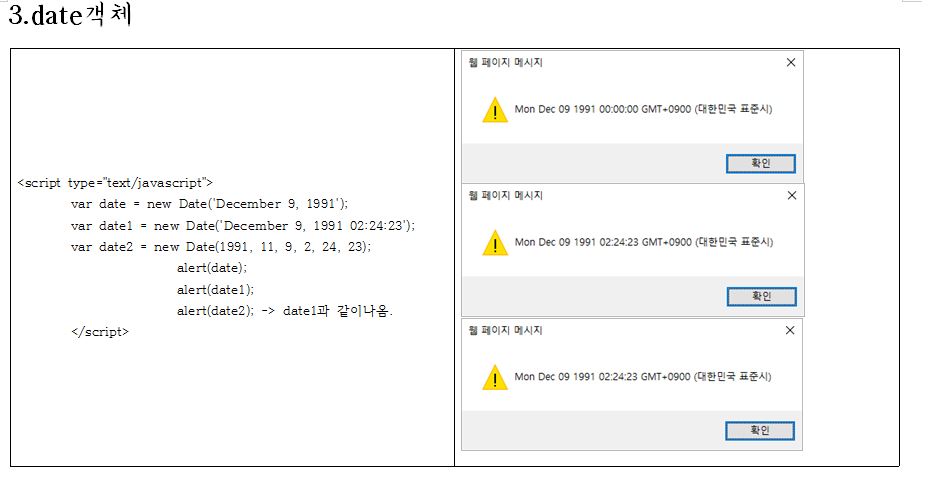 3.date객체
<script type="text/javascript">
var date = new Date('December 9, 1991');
var date1 = new Date('December 9, 1991 02:24:23');
var date2 = new Date(1991, 11, 9, 2, 24, 23);
alert(date);
alert(date1);
alert(date2); -> date1과 같이나옴.
</script>
웹 페이지 메시지
Mon Dec 09 1991 00:00:00 GMT+0900 (대한민국 표준시)
확인
웹 페이지 메시지
Mon Dec 09 1991 02:24:23 GMT+0900 (대한민국 표준시)
확인
웹 페이지 메시지
Mon Dec 09 1991 02:24:23 GMT+0900 (대한민국 표준시)
확인